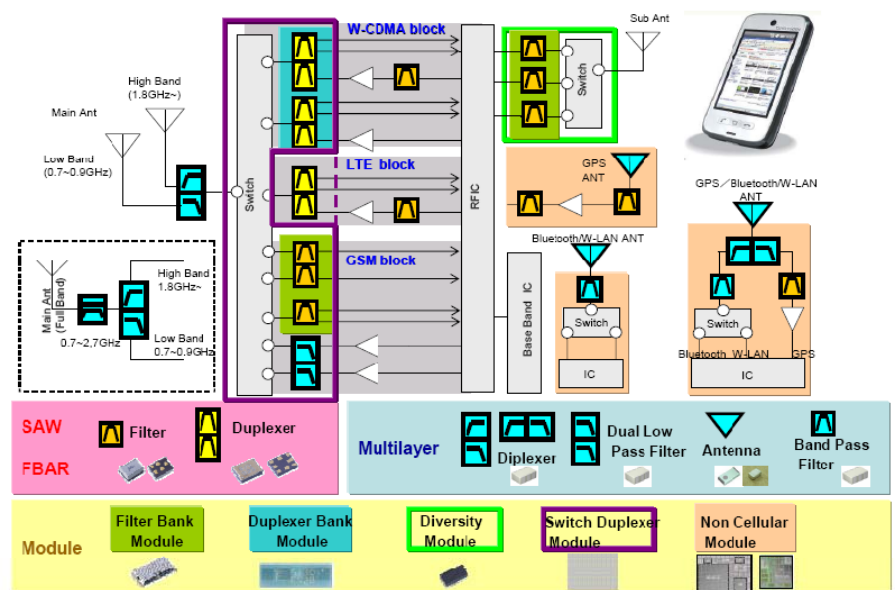 W-CDMA block
Sub Ant
High Band
(1.8GHz~)
Main Ant
Low Band
(0.7~0.9GHz)
Switch
Switch
RFIC
LTE block
GPS
ANT
GPS／Bluetooth/W-LAN
ANT
Bluetooth/W-LAN ANT
GSM block
Main Ant
(Full Band)
High Band
1.8GHz~
0.7~2,7GHz
Low Band
0.7~0.9GHz
Base Band IC
Switch
IC
Switch
Bluetooth W-LAN GPS
IC
SAW
FBAR
Filter
Duplexer
Multilayer
Diplexer
Dual Low
Pass Filter
Antenna
Band Pass
Filter
Module
Filter Bank
Module
Duplexer Bank
Module
Diversity
Module
Switch Duplexer
Module
Non Cellular
Module